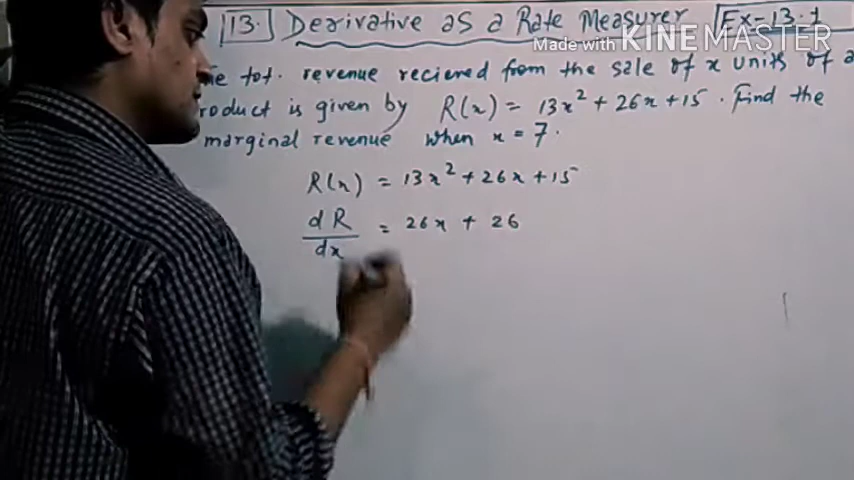 13. Derivative as a Rate Measurer Ex-13.1
Made with KINEMASTER
tot. revenue recieved from the sale of x units of a
roduct is given by R(x) = 13x² + 26x + 15. Find the
marginal revenue when x = 7.
R(x) = 13x² + 26x + 15
dR/dx = 26x + 26